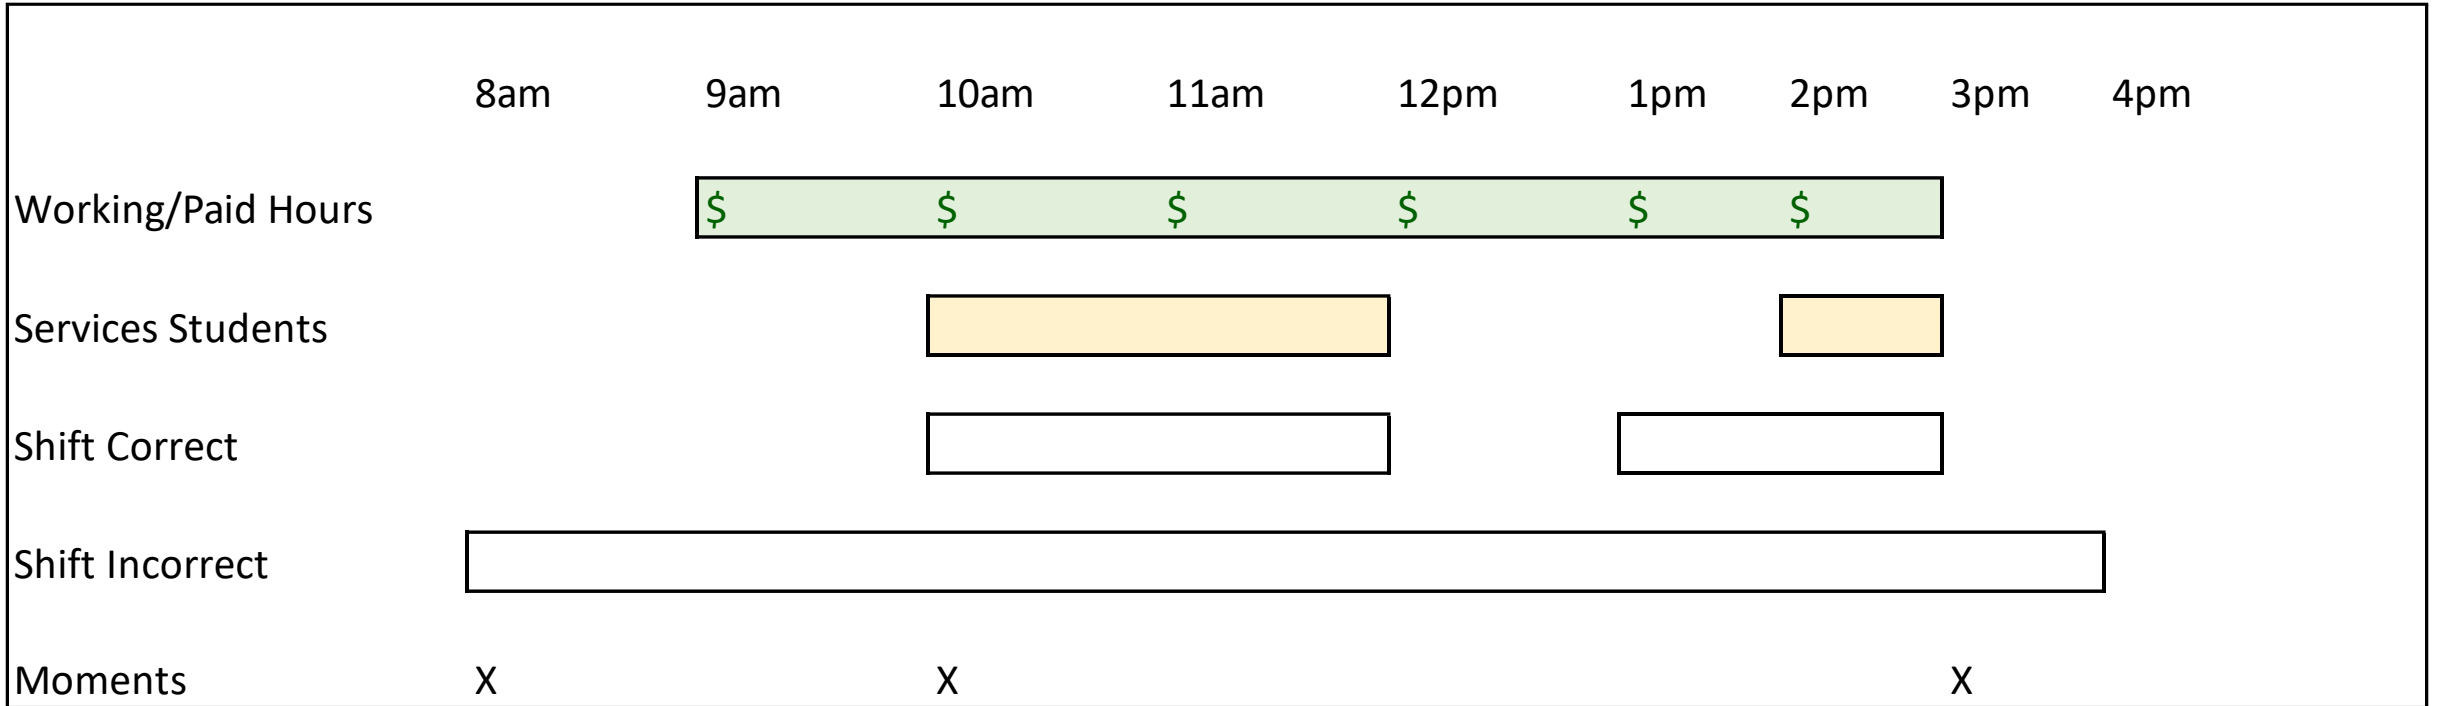 8am 9am 10am 11am 12pm 1pm 2pm 3pm 4pm
Working/Paid Hours $ $ $ $ $ $
Services Students
Shift Correct
Shift Incorrect
Moments X X X